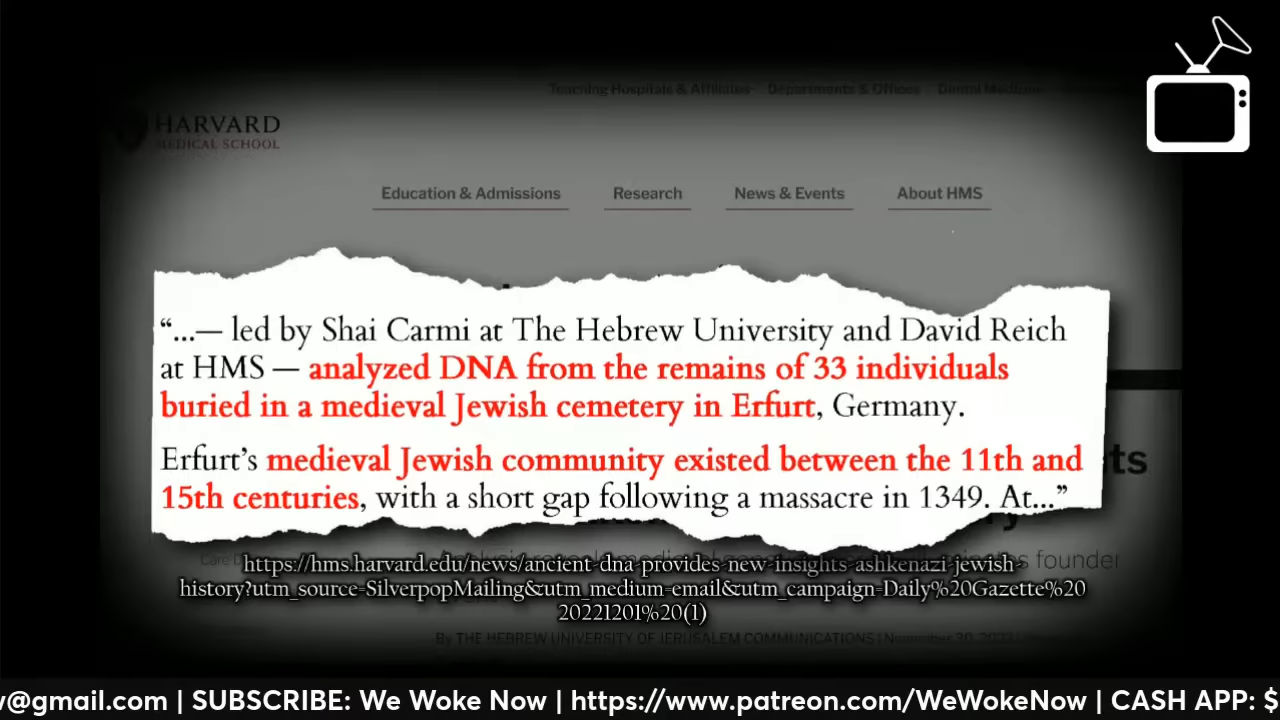 Teaching Hospitals & Affiliates Departments & Offices Dental Medicine
HARVARD
MEDICAL SCHOOL
Education & Admissions Research News & Events About HMS
“...— led by Shai Carmi at The Hebrew University and David Reich
at HMS — analyzed DNA from the remains of 33 individuals
buried in a medieval Jewish cemetery in Erfurt, Germany.
Erfurt’s medieval Jewish community existed between the 11th and
15th centuries, with a short gap following a massacre in 1349. At...”
founder
https://hms.harvard.edu/news/ancient-dna-provides-new-insights-ashkenazi-jewish-
history?utm_source=SilverpopMailing&utm_medium=email&utm_campaign=Daily%20Gazette%20
20221201%20(1)
By THE HEBREW UNIVERSITY OF JERUSALEM COMMUNICATIONS
@gmail.com | SUBSCRIBE: We Woke Now | https://www.patreon.com/WeWokeNow | CASH APP: $